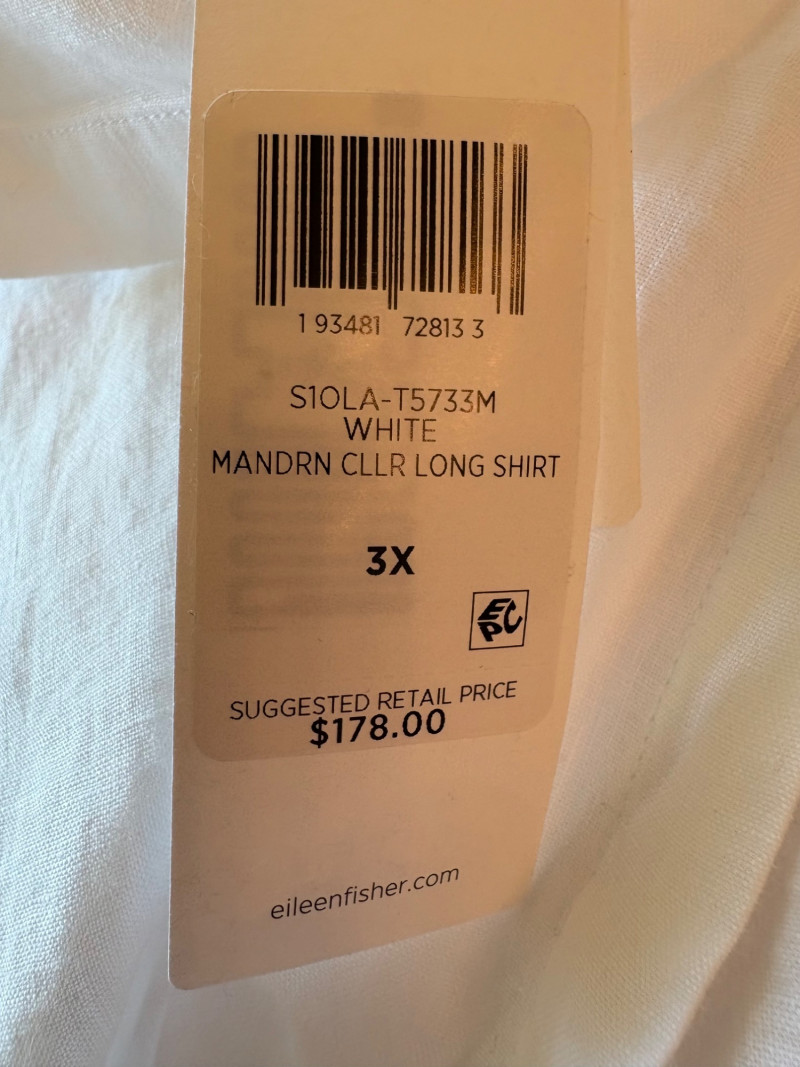 1 93481 72813 3
S1OLA-T5733M
WHITE
MANDRN CLLR LONG SHIRT
3X
EPC
SUGGESTED RETAIL PRICE
$178.00
eileenfisher.com